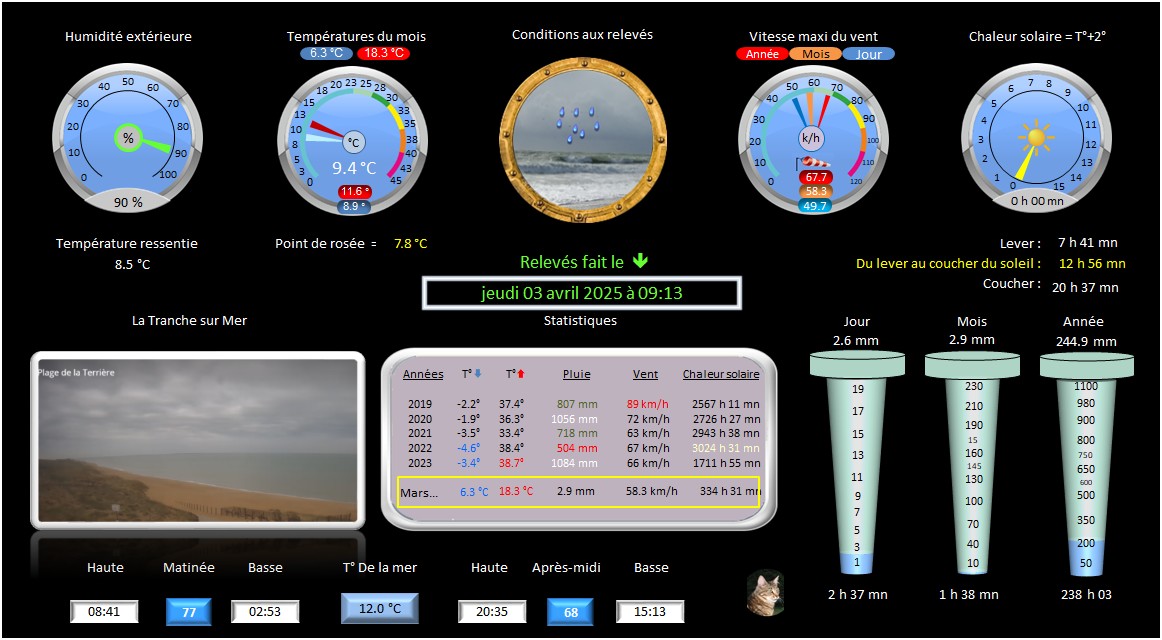 Humidité extérieure
Températures du mois
Conditions aux relevés
Vitesse maxi du vent
Chaleur solaire = T°+2°
6.3 °C 18.3 °C
Année Mois Jour
0 10 20 30 40 50 60 70 80 90 100
%
90 %
0 3 5 8 10 13 15 18 20 23 25 28 30 33 35 38 40 43 45
°C
9.4 °C
11.6 °
8.9 °
0 10 20 30 40 50 60 70 80 90 100 110 120
k/h
67.7
58.3
49.7
0 1 2 3 4 5 6 7 8 9 10 11 12 13 14 15
0 h 00 mn
Température ressentie
8.5 °C
Point de rosée = 7.8 °C
Relevés fait le
jeudi 03 avril 2025 à 09:13
Lever : 7 h 41 mn
Du lever au coucher du soleil : 12 h 56 mn
Coucher : 20 h 37 mn
La Tranche sur Mer
Plage de la Terrière
Statistiques
Années T° T° Pluie Vent Chaleur solaire
2019 -2.2° 37.4° 807 mm 89 km/h 2567 h 11 mn
2020 -1.9° 36.3° 1056 mm 72 km/h 2726 h 27 mn
2021 -3.5° 33.4° 718 mm 63 km/h 2943 h 38 mn
2022 -4.6° 38.4° 504 mm 67 km/h 3024 h 31 mn
2023 -3.4° 38.7° 1084 mm 66 km/h 1711 h 55 mn
Mars... 6.3 °C 18.3 °C 2.9 mm 58.3 km/h 334 h 31 mn
Jour
2.6 mm
19
17
15
13
11
9
7
5
3
1
2 h 37 mn
Mois
2.9 mm
230
210
190
15
160
145
130
100
70
40
10
1 h 38 mn
Année
244.9 mm
1100
980
900
800
750
650
600
500
350
200
50
238 h 03
Haute Matinée Basse T° De la mer Haute Après-midi Basse
08:41 77 02:53 12.0 °C 20:35 68 15:13